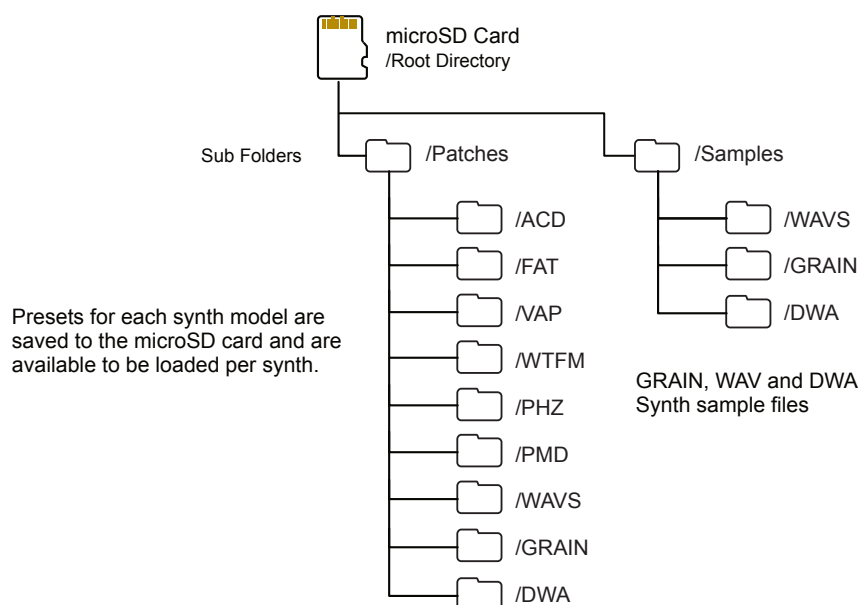 microSD Card
/Root Directory
Sub Folders
/Patches
/Samples
/ACD
/FAT
/VAP
/WTFM
/PHZ
/PMD
/WAVS
/GRAIN
/DWA
/WAVS
/GRAIN
/DWA
Presets for each synth model are
saved to the microSD card and are
available to be loaded per synth.
GRAIN, WAV and DWA
Synth sample files